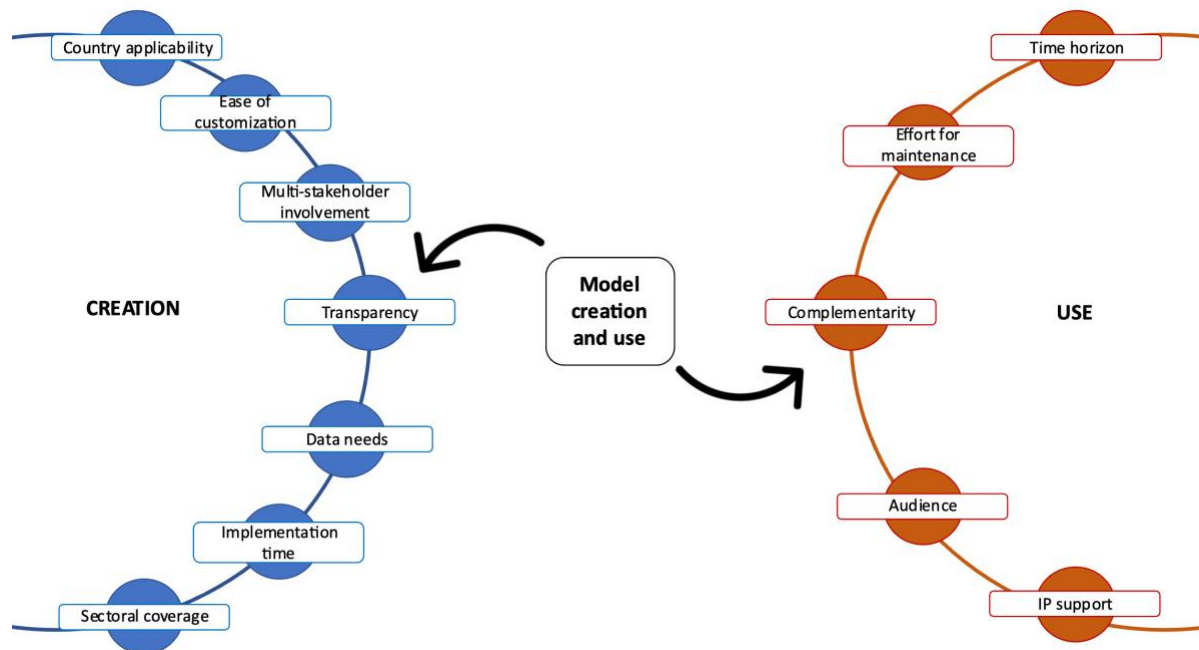 Country applicability
Ease of
customization
Multi-stakeholder
involvement
Transparency
Data needs
Implementation
time
Sectoral coverage
CREATION
Model
creation
and use
Time horizon
Effort for
maintenance
Complementarity
Audience
IP support
USE